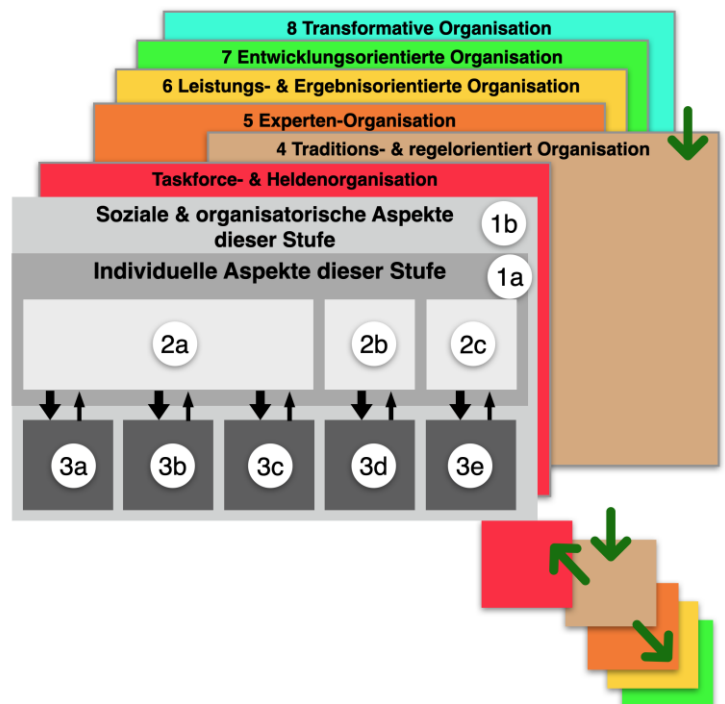 8 Transformative Organisation
7 Entwicklungsorientierte Organisation
6 Leistungs- & Ergebnisorientierte Organisation
5 Experten-Organisation
4 Traditions- & regelorientiert Organisation
Taskforce- & Heldenorganisation
Soziale & organisatorische Aspekte
dieser Stufe
1b
Individuelle Aspekte dieser Stufe
1a
2a
2b
2c
3a
3b
3c
3d
3e